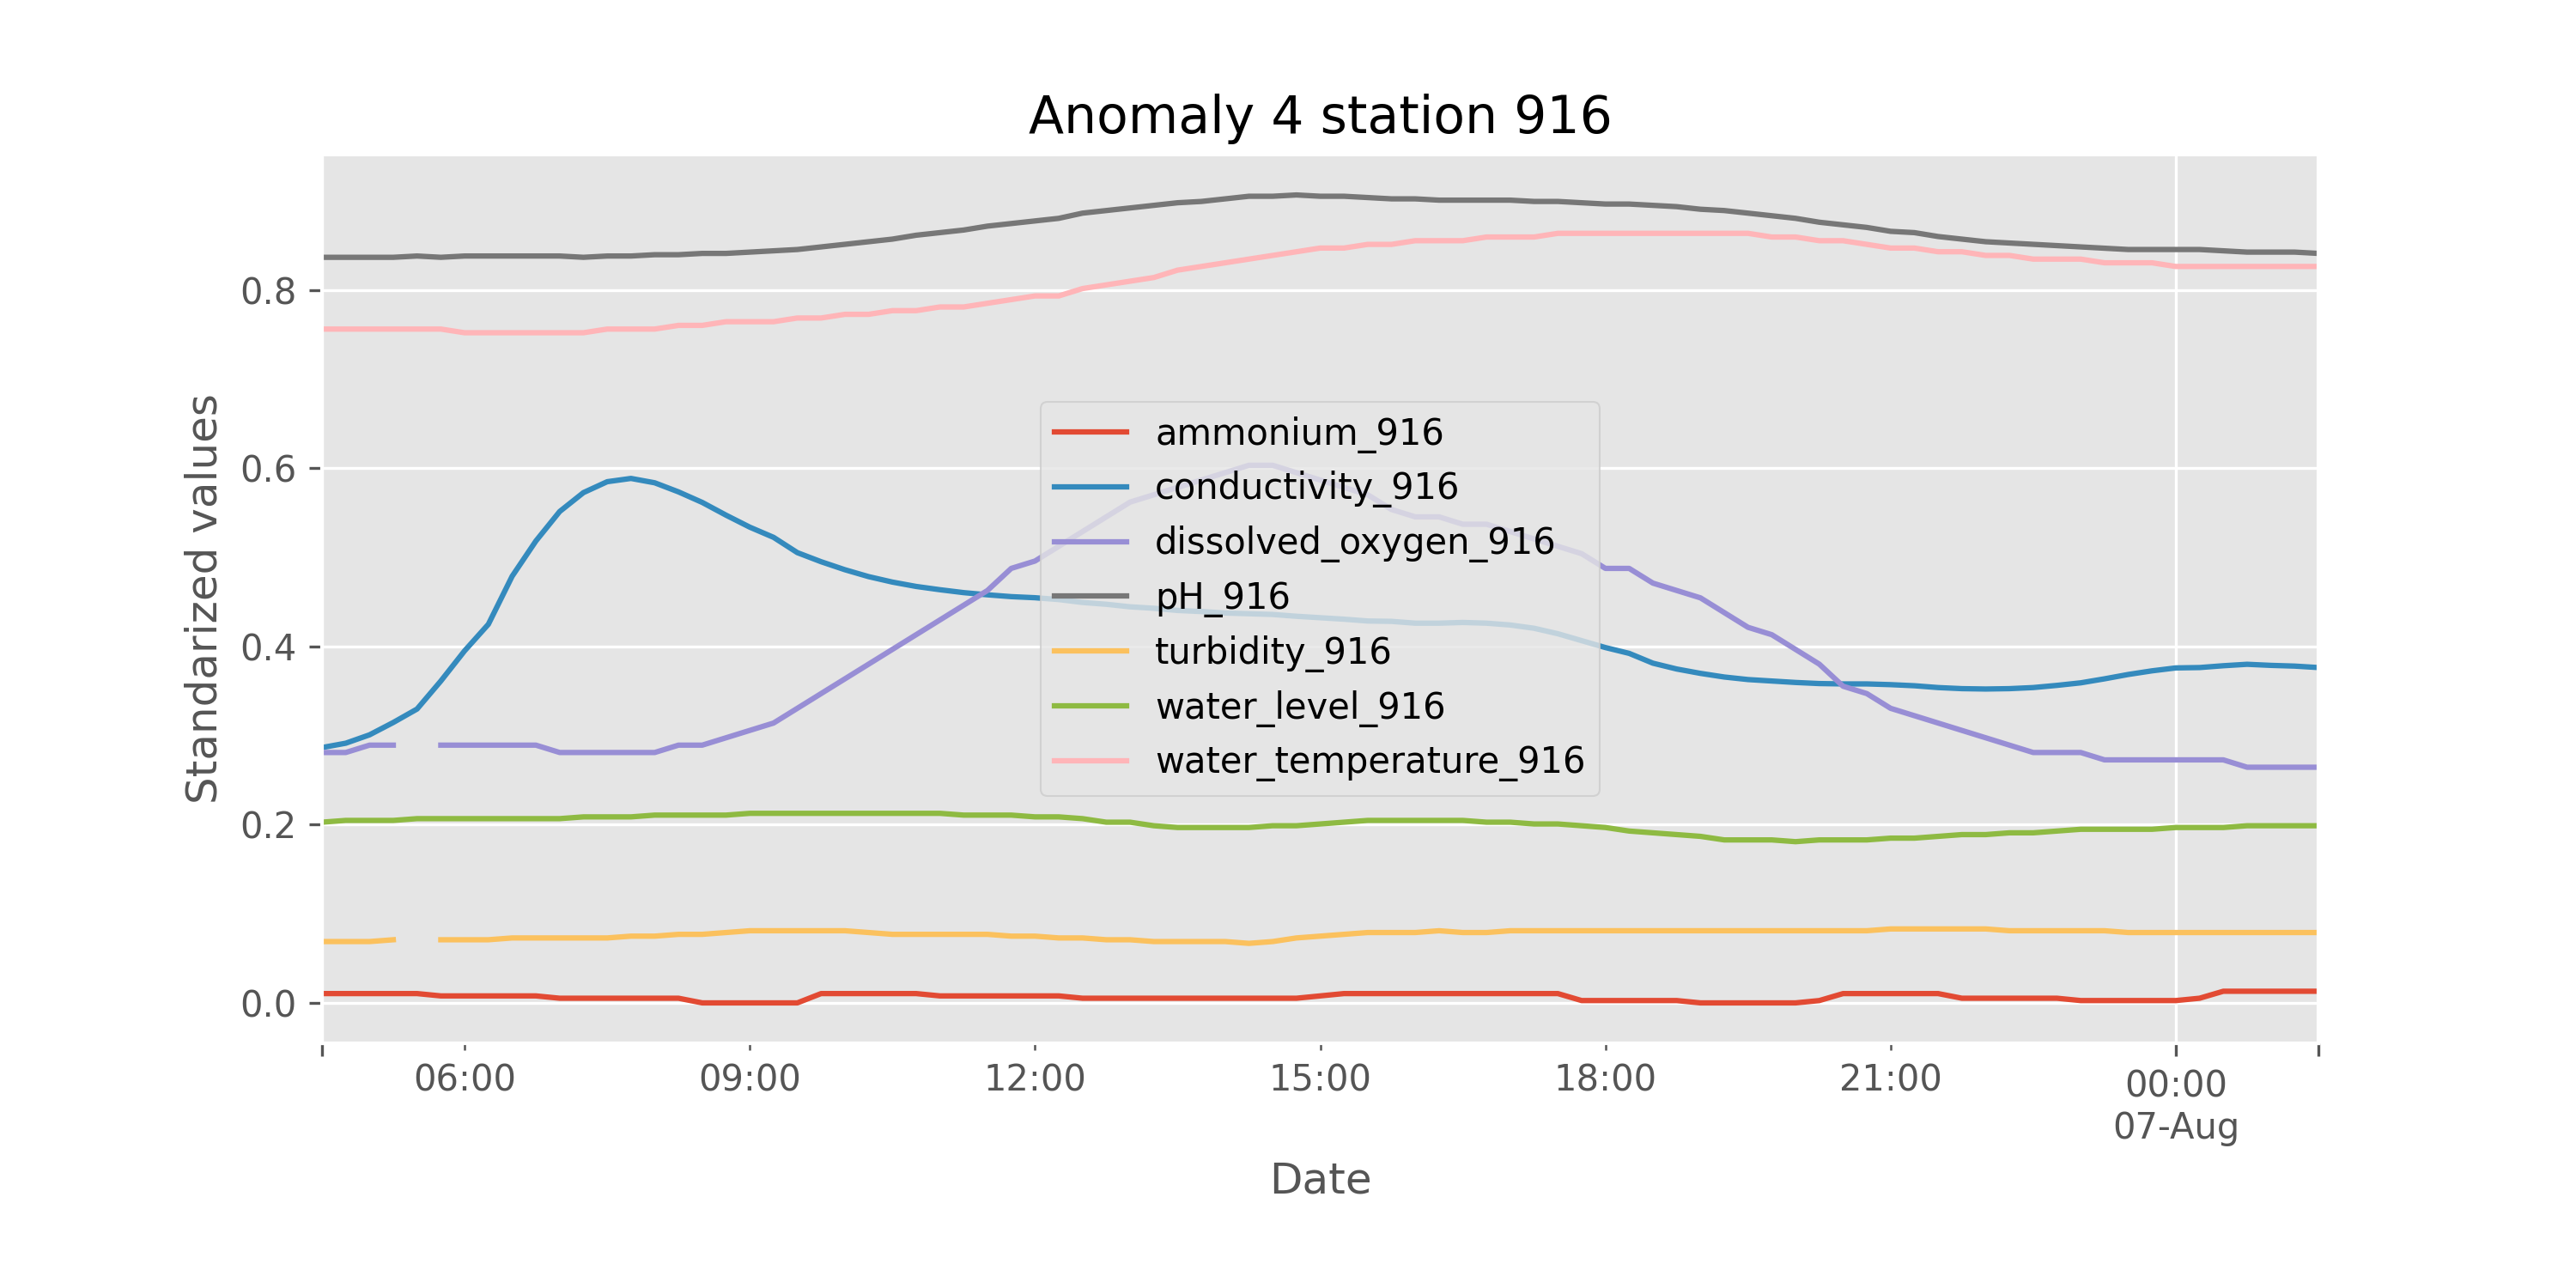 Anomaly 4 station 916
Standarized values
0.8
0.6
0.4
0.2
0.0
ammonium_916
conductivity_916
dissolved_oxygen_916
pH_916
turbidity_916
water_level_916
water_temperature_916
06:00 09:00 12:00 15:00 18:00 21:00 00:00
07-Aug
Date